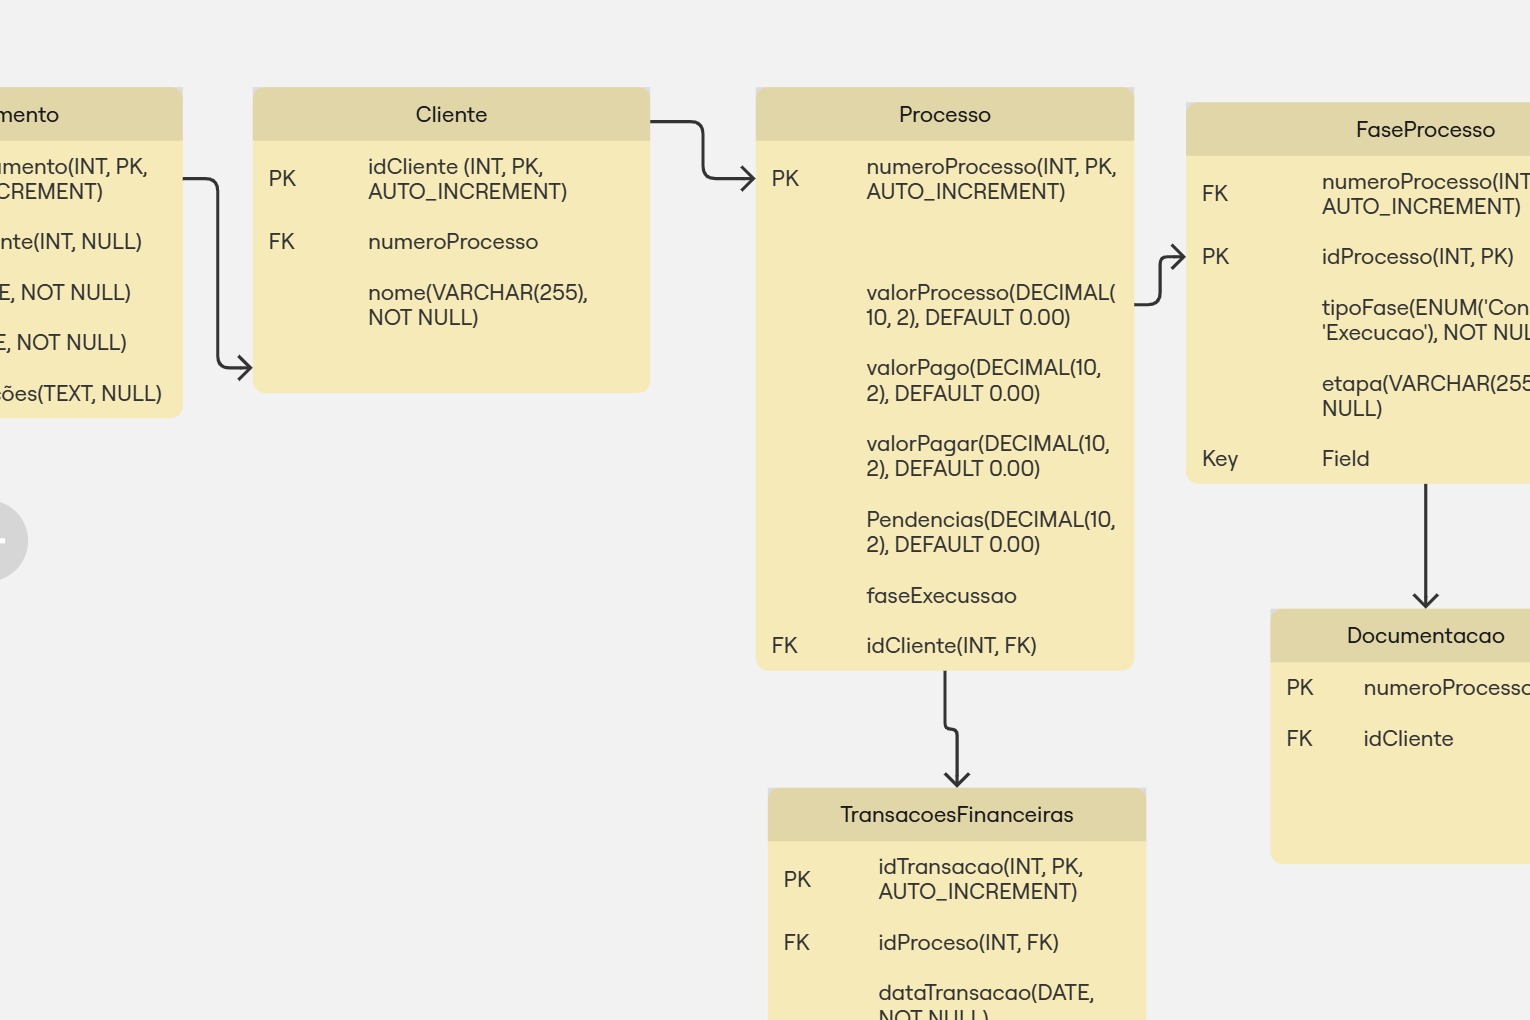 mento
amento(INT, PK,
CREMENT)
nte(INT, NULL)
E, NOT NULL)
E, NOT NULL)
ções(TEXT, NULL)
Cliente
PK idCliente (INT, PK,
AUTO_INCREMENT)
FK numeroProcesso
nome(VARCHAR(255),
NOT NULL)
Processo
PK numeroProcesso(INT, PK,
AUTO_INCREMENT)
valorProcesso(DECIMAL(
10, 2), DEFAULT 0.00)
valorPago(DECIMAL(10,
2), DEFAULT 0.00)
valorPagar(DECIMAL(10,
2), DEFAULT 0.00)
Pendencias(DECIMAL(10,
2), DEFAULT 0.00)
faseExecussao
FK idCliente(INT, FK)
FaseProcesso
FK numeroProcesso(INT
AUTO_INCREMENT)
PK idProcesso(INT, PK)
tipoFase(ENUM('Con
'Execucao'), NOT NUL
etapa(VARCHAR(255
NULL)
Key Field
Documentacao
PK numeroProcesso
FK idCliente
TransacoesFinanceiras
PK idTransacao(INT, PK,
AUTO_INCREMENT)
FK idProceso(INT, FK)
dataTransacao(DATE,
NOT NULL)